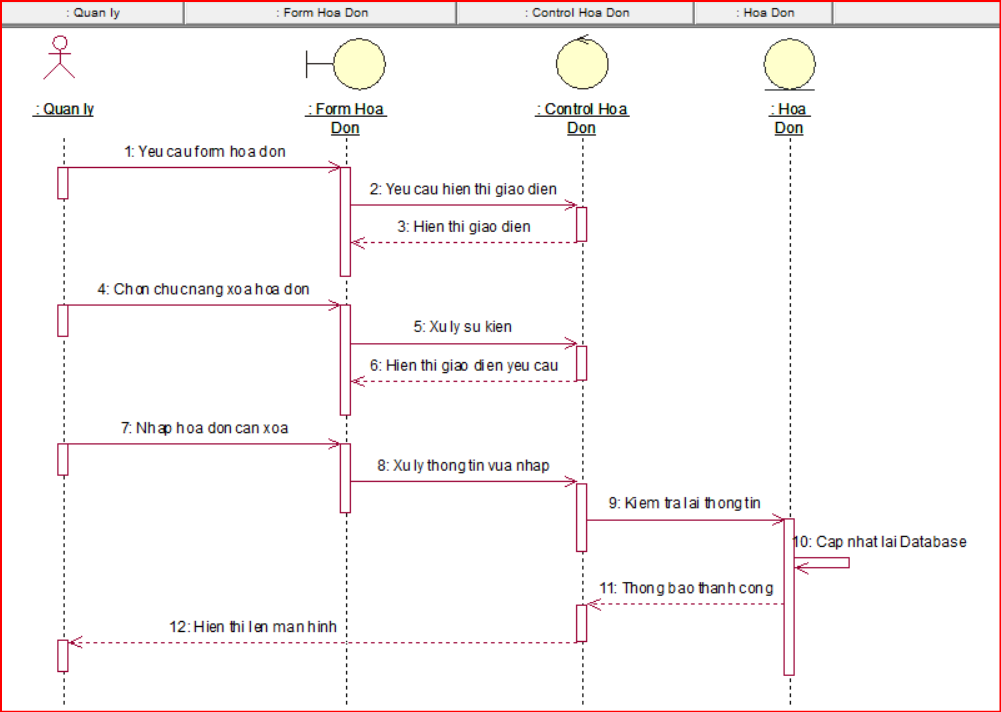 : Quan ly
: Form Hoa Don
: Control Hoa Don
: Hoa Don
: Quan ly
: Form Hoa
Don
: Control Hoa
Don
: Hoa
Don
1: Yeu cau form hoa don
2: Yeu cau hien thi giao dien
3: Hien thi giao dien
4: Chon chuc nang xoa hoa don
5: Xu ly su kien
6: Hien thi giao dien yeu cau
7: Nhap hoa don can xoa
8: Xu ly thong tin vua nhap
9: Kiem tra lai thong tin
10: Cap nhat lai Database
11: Thong bao thanh cong
12: Hien thi len man hinh